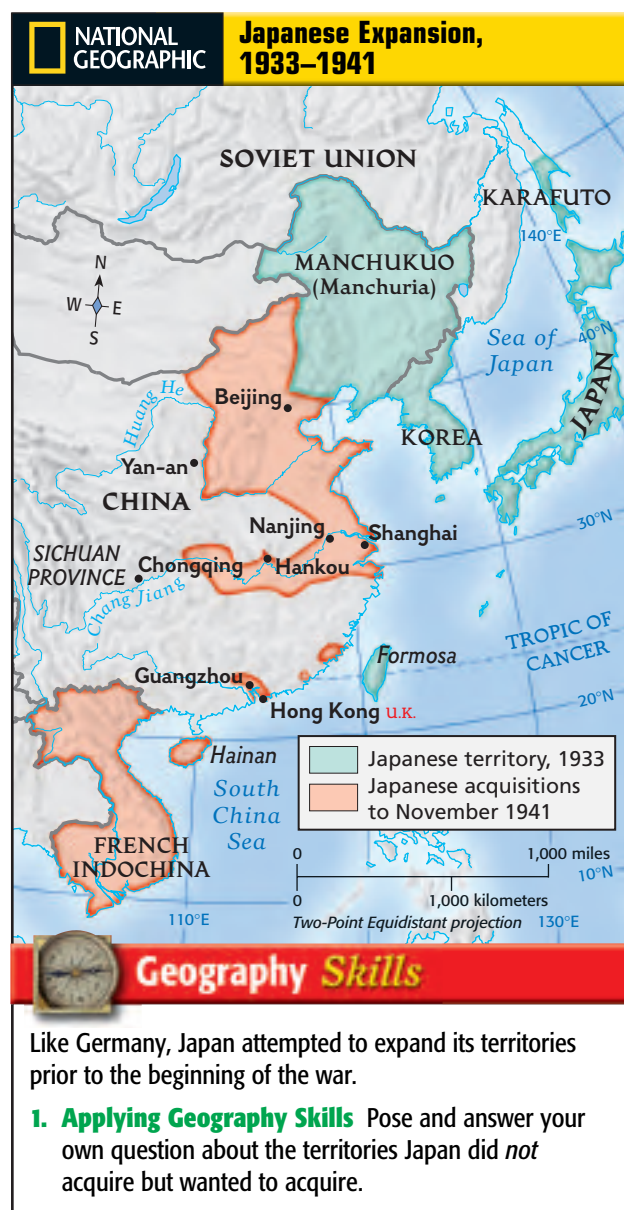 NATIONAL
GEOGRAPHIC
Japanese Expansion,
1933–1941
SOVIET UNION
KARAFUTO
140°E
MANCHUKUO
(Manchuria)
N
W E
S
Sea of
Japan
40°N
JAPAN
Huang He
Beijing
KOREA
Yan-an
CHINA
30°N
Nanjing
Shanghai
SICHUAN
PROVINCE
Chongqing
Hankou
Chang Jiang
TROPIC OF
CANCER
Formosa
Guangzhou
20°N
Hong Kong U.K.
Hainan
South
China
Sea
Japanese territory, 1933
Japanese acquisitions
to November 1941
FRENCH
INDOCHINA
0 1,000 miles
10°N
0 1,000 kilometers
Two-Point Equidistant projection
110°E
130°E
Geography Skills
Like Germany, Japan attempted to expand its territories
prior to the beginning of the war.
1. Applying Geography Skills Pose and answer your
own question about the territories Japan did not
acquire but wanted to acquire.